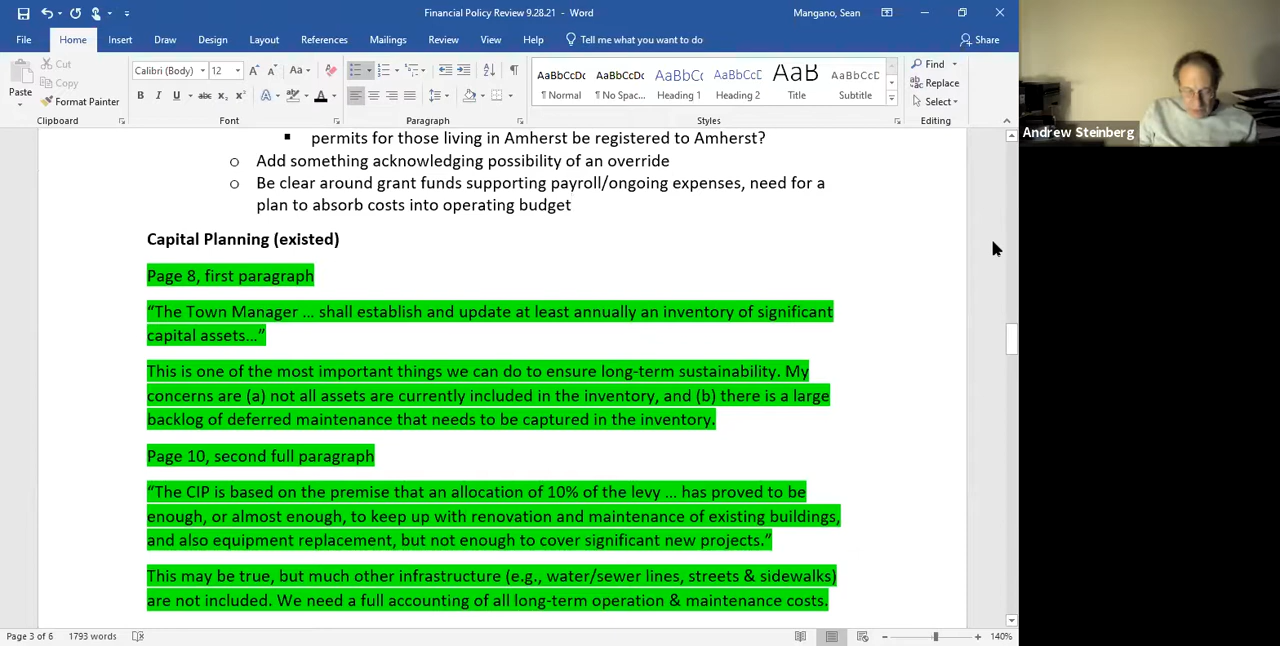 Financial Policy Review 9.28.21 - Word
Mangano, Sean
File Home Insert Draw Design Layout References Mailings Review View Help Tell me what you want to do Share
Paste
Cut
Copy
Format Painter
Clipboard
Calibri (Body) 12
Aa
B I U abc x₂ x²
Font
Paragraph
AaBbCcDc AaBbCcDc AaBbC AaBbCcD AaB AaBbCcC
¶ Normal ¶ No Spac... Heading 1 Heading 2 Title Subtitle
Styles
Find
Replace
Select
Editing
permits for those living in Amherst be registered to Amherst?
o Add something acknowledging possibility of an override
o Be clear around grant funds supporting payroll/ongoing expenses, need for a
plan to absorb costs into operating budget
Capital Planning (existed)
Page 8, first paragraph
“The Town Manager … shall establish and update at least annually an inventory of significant
capital assets…”
This is one of the most important things we can do to ensure long-term sustainability. My
concerns are (a) not all assets are currently included in the inventory, and (b) there is a large
backlog of deferred maintenance that needs to be captured in the inventory.
Page 10, second full paragraph
“The CIP is based on the premise that an allocation of 10% of the levy … has proved to be
enough, or almost enough, to keep up with renovation and maintenance of existing buildings,
and also equipment replacement, but not enough to cover significant new projects.”
This may be true, but much other infrastructure (e.g., water/sewer lines, streets & sidewalks)
are not included. We need a full accounting of all long-term operation & maintenance costs.
Page 3 of 6 1793 words 140%
Andrew Steinberg